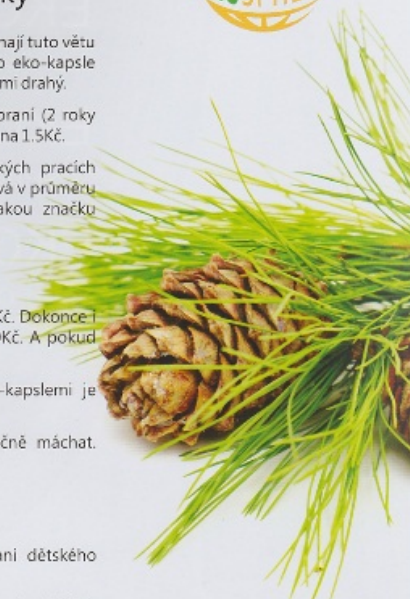 ky
nají tuto větu
eko-kapsle
mi drahý.
praní (2 roky
na 1.5Kč.
kých pracích
vá v průměru
akou značku
Kč. Dokonce i
0Kč. A pokud
-kapslemi je
čně máchat.
ani dětského